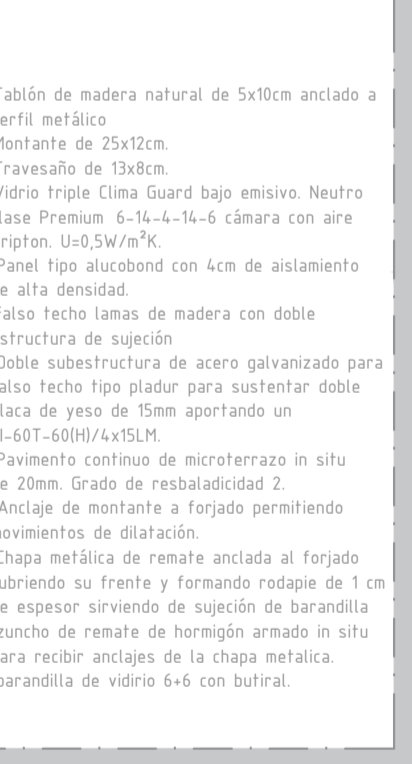 Tablón de madera natural de 5x10cm anclado a
erfil metálico
Montante de 25x12cm.
Travesaño de 13x8cm.
Vidrio triple Clima Guard bajo emisivo. Neutro
lase Premium 6-14-4-14-6 cámara con aire
ripton. U=0,5W/m²K.
Panel tipo alucobond con 4cm de aislamiento
e alta densidad.
Falso techo lamas de madera con doble
structura de sujeción
Doble subestructura de acero galvanizado para
also techo tipo pladur para sustentar doble
laca de yeso de 15mm aportando un
I-60T-60(H)/4x15LM.
Pavimento continuo de microterrazo in situ
e 20mm. Grado de resbaladicidad 2.
Anclaje de montante a forjado permitiendo
movimientos de dilatación.
Chapa metálica de remate anclada al forjado
ubriendo su frente y formando rodapie de 1 cm
e espesor sirviendo de sujeción de barandilla
zuncho de remate de hormigón armado in situ
ara recibir anclajes de la chapa metalica.
barandilla de vidirio 6+6 con butiral.